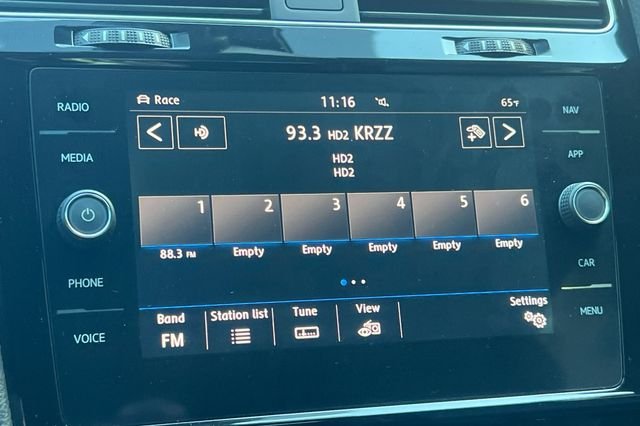 RADIO
MEDIA
PHONE
VOICE
Race
11:16
65°F
93.3 HD2 KRZZ
HD2
HD2
1 2 3 4 5 6
88.3 FM Empty Empty Empty Empty Empty
Band Station list Tune View Settings
FM
NAV
APP
CAR
MENU